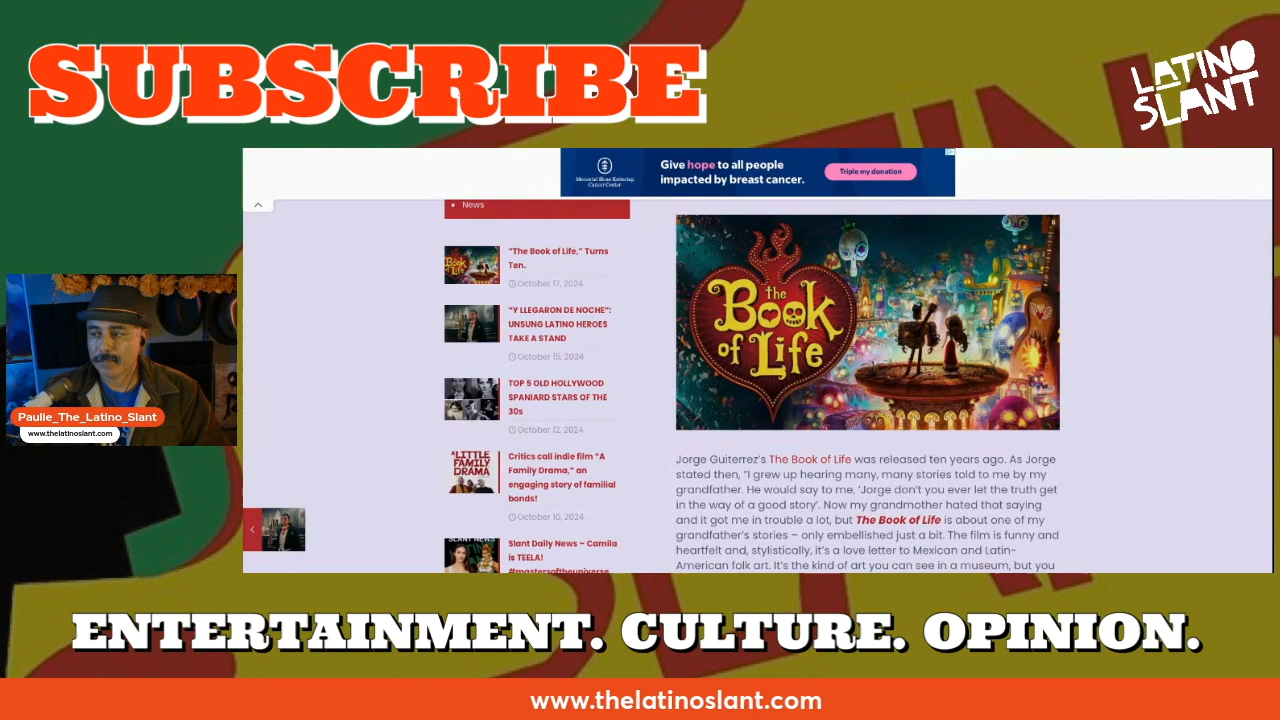 SUBSCRIBE
LATINO
SLANT
Memorial Sloan Kettering
Cancer Center
Give hope to all people
impacted by breast cancer.
Triple my donation
News
"The Book of Life," Turns
Ten.
October 17, 2024
"Y LLEGARON DE NOCHE":
UNSUNG LATINO HEROES
TAKE A STAND
October 15, 2024
TOP 5 OLD HOLLYWOOD
SPANIARD STARS OF THE
30s
October 12, 2024
A LITTLE
FAMILY
DRAMA
Critics call indie film "A
Family Drama," an
engaging story of familial
bonds!
October 10, 2024
SLANT NEWS
Slant Daily News – Camila
is TEELA!
#mastersoftheuniverse
the
Book
of Life
the
Book
of Life
Jorge Guiterrez's The Book of Life was released ten years ago. As Jorge
stated then, "I grew up hearing many, many stories told to me by my
grandfather. He would say to me, 'Jorge don't you ever let the truth get
in the way of a good story'. Now my grandmother hated that saying
and it got me in trouble a lot, but The Book of Life is about one of my
grandfather's stories – only embellished just a bit. The film is funny and
heartfelt and, stylistically, it's a love letter to Mexican and Latin-
American folk art. It's the kind of art you can see in a museum, but you
Paulie_The_Latino_Slant
www.thelatinoslant.com
ENTERTAINMENT. CULTURE. OPINION.
www.thelatinoslant.com